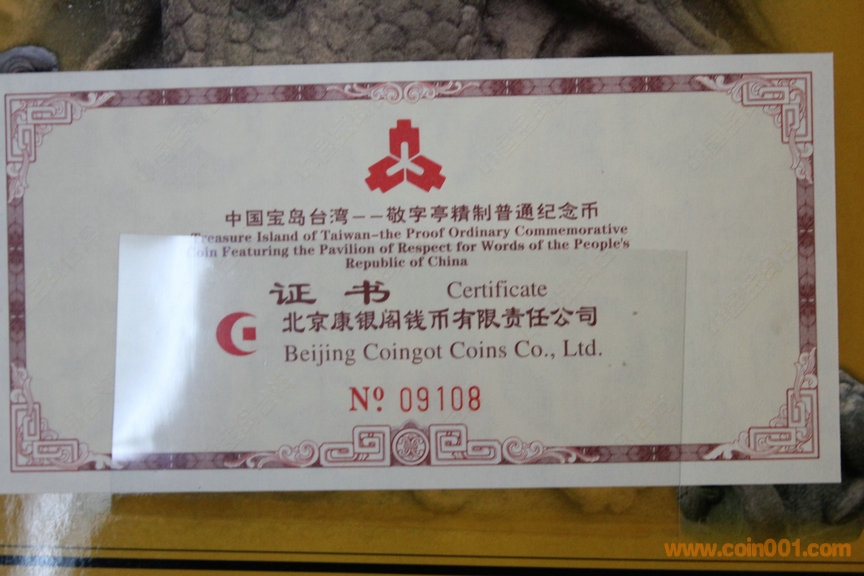 中国宝岛台湾--敬字亭精制普通纪念币
Treasure Island of Taiwan-the Proof Ordinary Commemorative
Coin Featuring the Pavilion of Respect for Words of the People's
Republic of China
证书 Certificate
北京康银阁钱币有限责任公司
Beijing Coingot Coins Co., Ltd.
Nº 09108
www.coin001.com